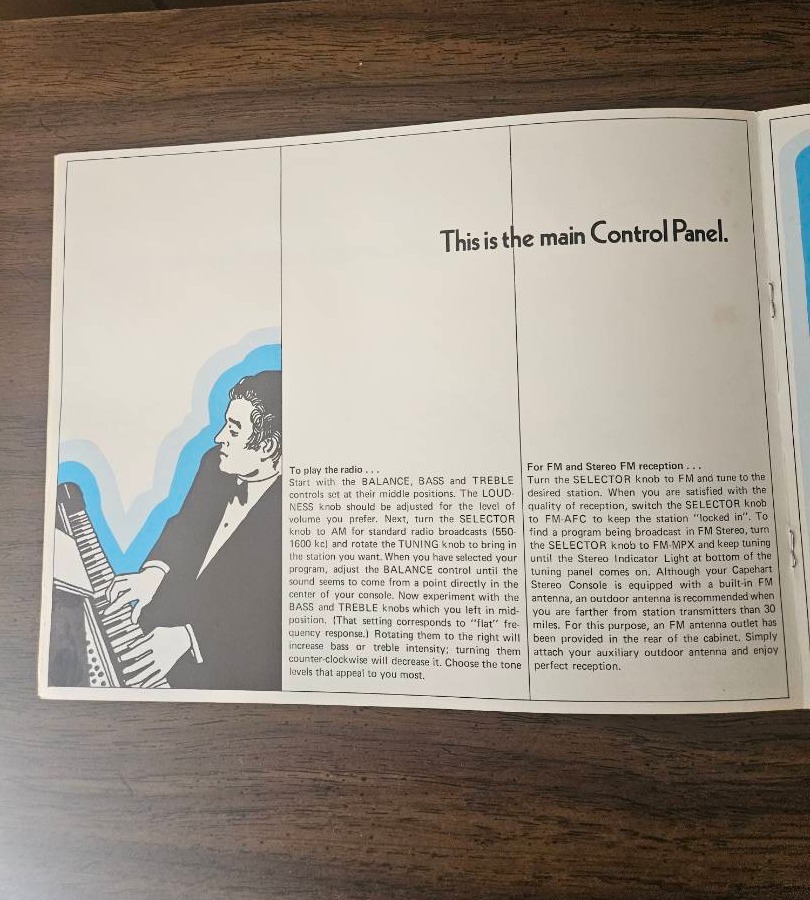 This is the main Control Panel.
To play the radio . . .
Start with the BALANCE, BASS and TREBLE
controls set at their middle positions. The LOUD-
NESS knob should be adjusted for the level of
volume you prefer. Next, turn the SELECTOR
knob to AM for standard radio broadcasts (550-
1600 kc) and rotate the TUNING knob to bring in
the station you want. When you have selected your
program, adjust the BALANCE control until the
sound seems to come from a point directly in the
center of your console. Now experiment with the
BASS and TREBLE knobs which you left in mid-
position. (That setting corresponds to "flat" fre-
quency response.) Rotating them to the right will
increase bass or treble intensity; turning them
counter-clockwise will decrease it. Choose the tone
levels that appeal to you most.
For FM and Stereo FM reception . . .
Turn the SELECTOR knob to FM and tune to the
desired station. When you are satisfied with the
quality of reception, switch the SELECTOR knob
to FM-AFC to keep the station "locked in". To
find a program being broadcast in FM Stereo, turn
the SELECTOR knob to FM-MPX and keep tuning
until the Stereo Indicator Light at bottom of the
tuning panel comes on. Although your Capehart
Stereo Console is equipped with a built-in FM
antenna, an outdoor antenna is recommended when
you are farther from station transmitters than 30
miles. For this purpose, an FM antenna outlet has
been provided in the rear of the cabinet. Simply
attach your auxiliary outdoor antenna and enjoy
perfect reception.